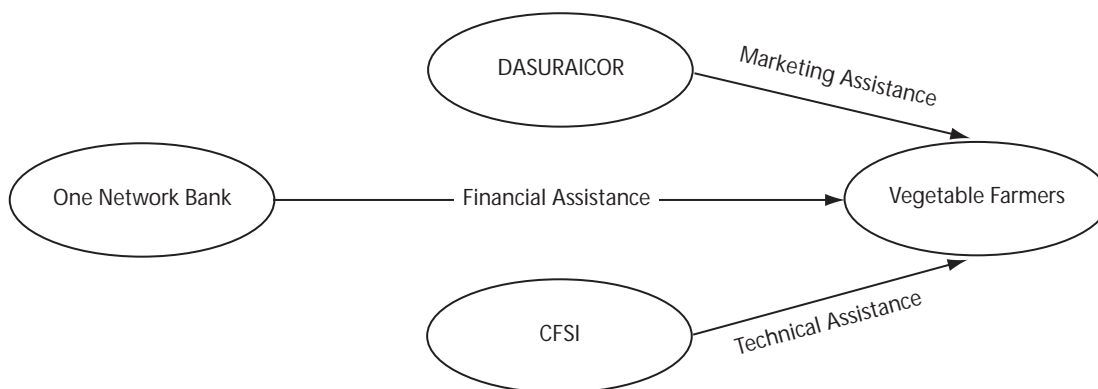 DASURAICOR
Marketing Assistance
One Network Bank
Financial Assistance
Vegetable Farmers
CFSI
Technical Assistance